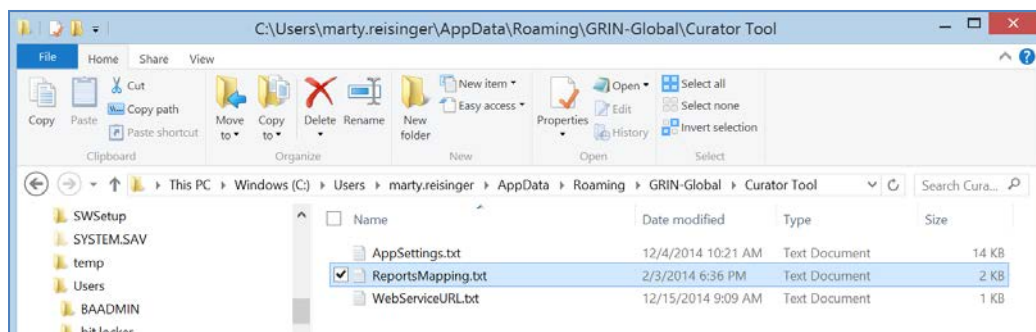 C:\Users\marty.reisinger\AppData\Roaming\GRIN-Global\Curator Tool
File Home Share View
Copy
Paste
Cut
Copy path
Paste shortcut
Clipboard
Move to
Copy to
Delete
Rename
Organize
New folder
New item
Easy access
New
Properties
Open
Edit
History
Open
Select all
Select none
Invert selection
Select
This PC Windows (C:) Users marty.reisinger AppData Roaming GRIN-Global Curator Tool
Search Cura...
SWSetup
SYSTEM.SAV
temp
Users
BAADMIN
Name Date modified Type Size
AppSettings.txt 12/4/2014 10:21 AM Text Document 14 KB
ReportsMapping.txt 2/3/2014 6:36 PM Text Document 2 KB
WebServiceURL.txt 12/15/2014 9:09 AM Text Document 1 KB